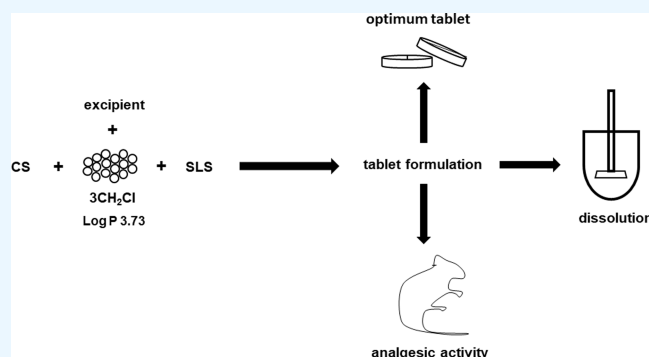 optimum tablet
excipient
+
CS + + SLS
3CH₂Cl
Log P 3.73
tablet formulation
dissolution
analgesic activity